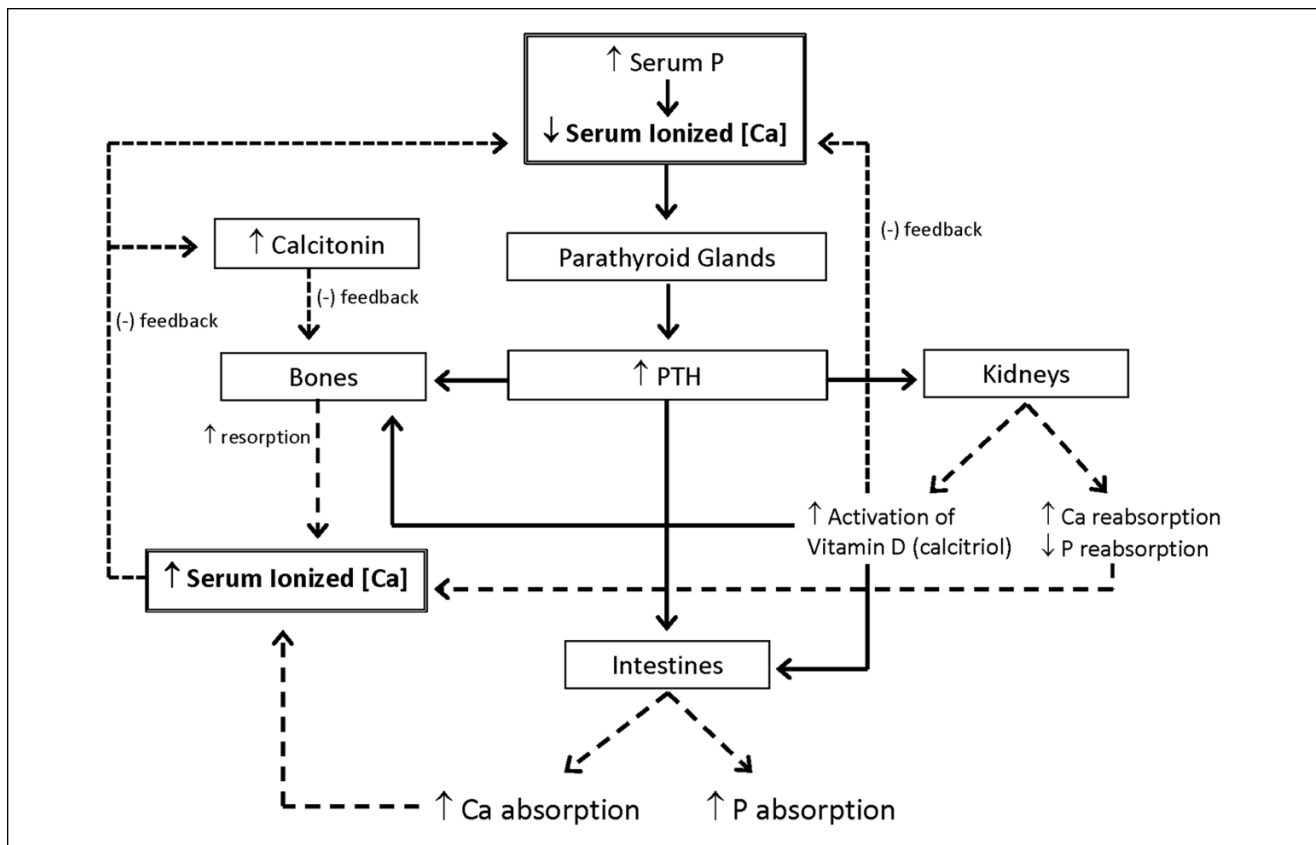 ↑ Serum P
↓ Serum Ionized [Ca]
(-) feedback
↑ Calcitonin
Parathyroid Glands
(-) feedback
(-) feedback
Bones
↑ PTH
Kidneys
↑ resorption
↑ Activation of
Vitamin D (calcitriol)
↑ Ca reabsorption
↓ P reabsorption
↑ Serum Ionized [Ca]
Intestines
↑ Ca absorption
↑ P absorption